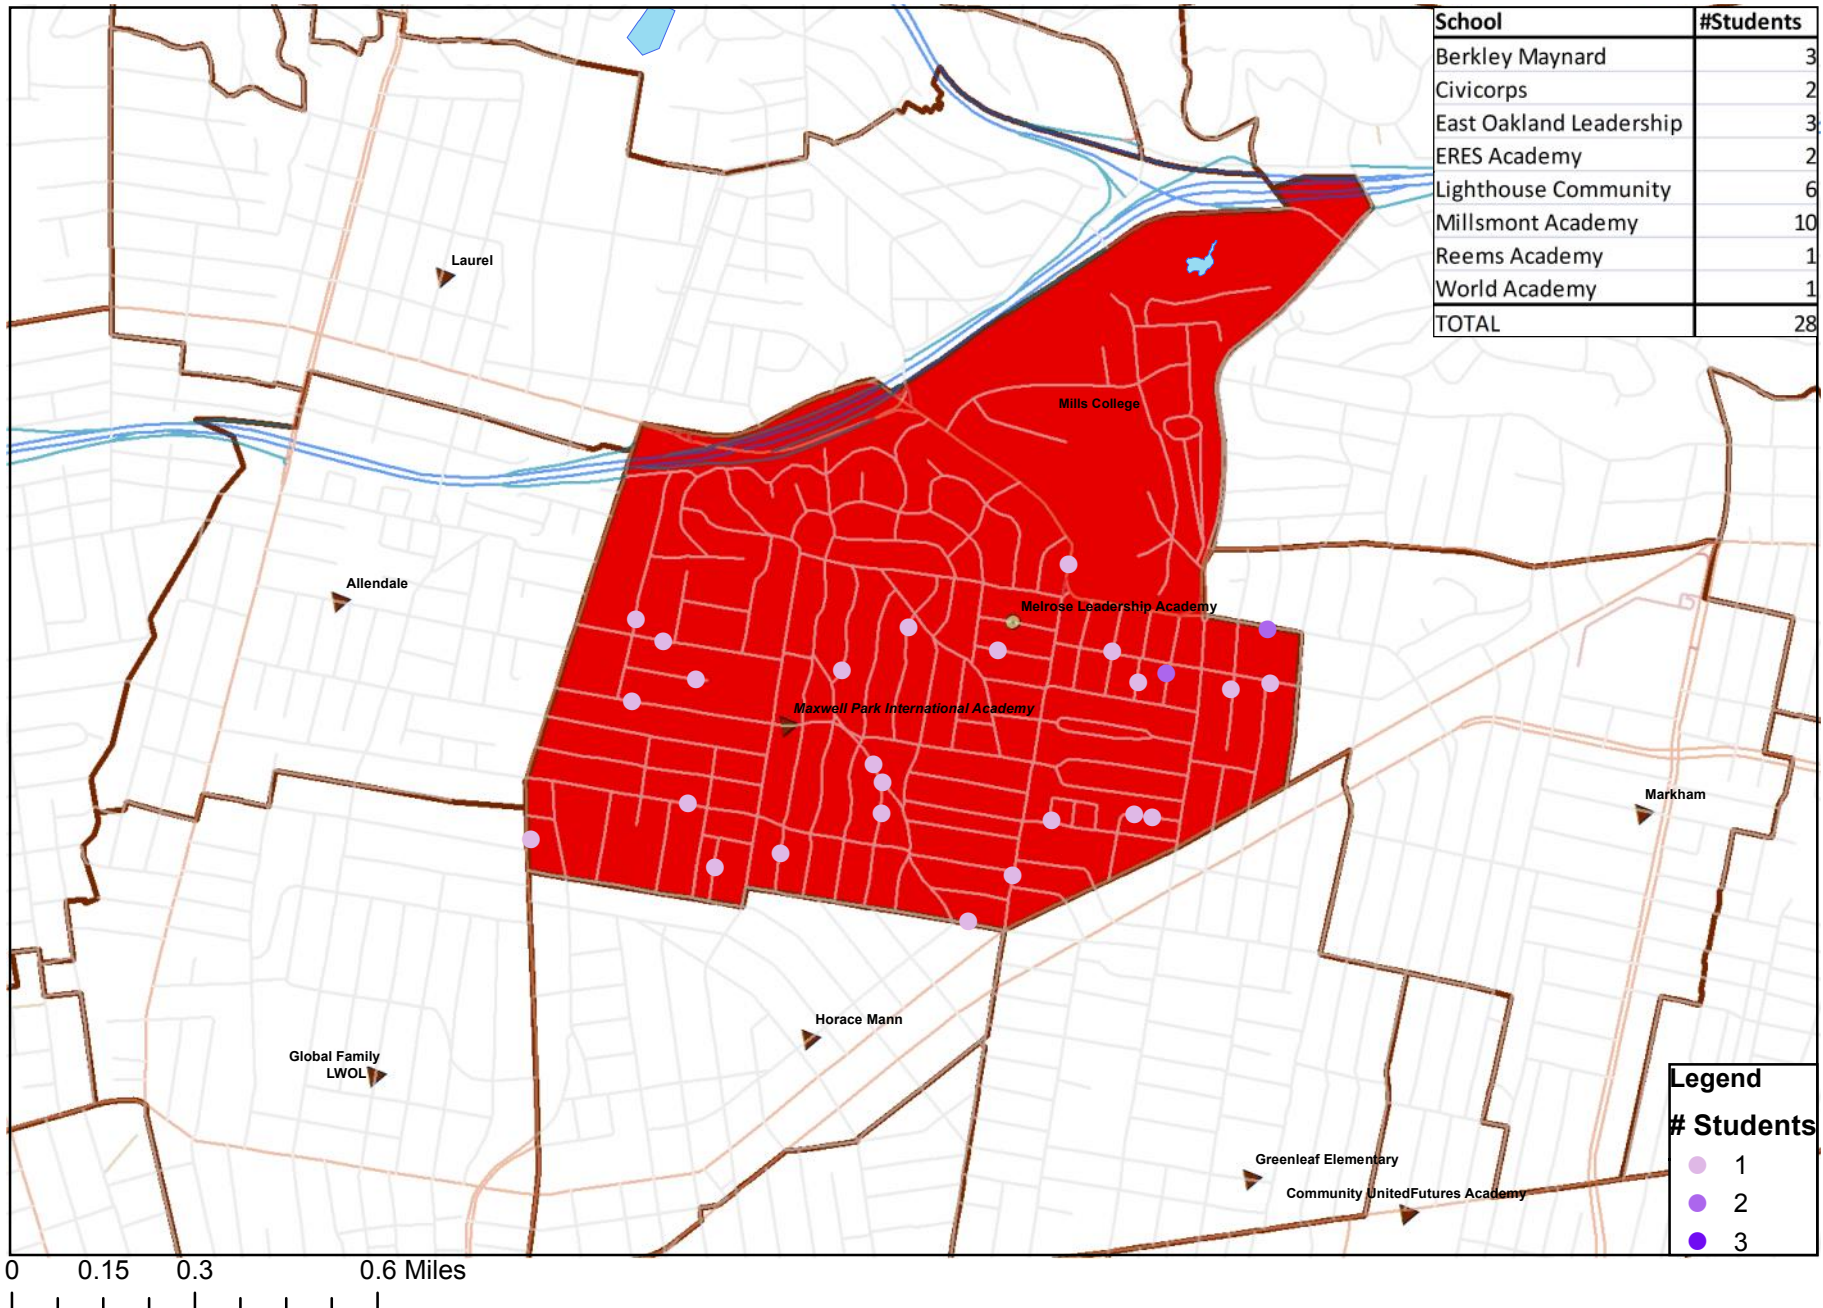 School #Students
Berkley Maynard 3
Civicorps 2
East Oakland Leadership 3
ERES Academy 2
Lighthouse Community 6
Millsmont Academy 10
Reems Academy 1
World Academy 1
TOTAL 28
Laurel
Mills College
Allendale
Melrose Leadership Academy
Maxwell Park International Academy
Markham
Horace Mann
Global Family
LWOL
Greenleaf Elementary
Community UnitedFutures Academy
Legend
# Students
1
2
3
0 0.15 0.3 0.6 Miles